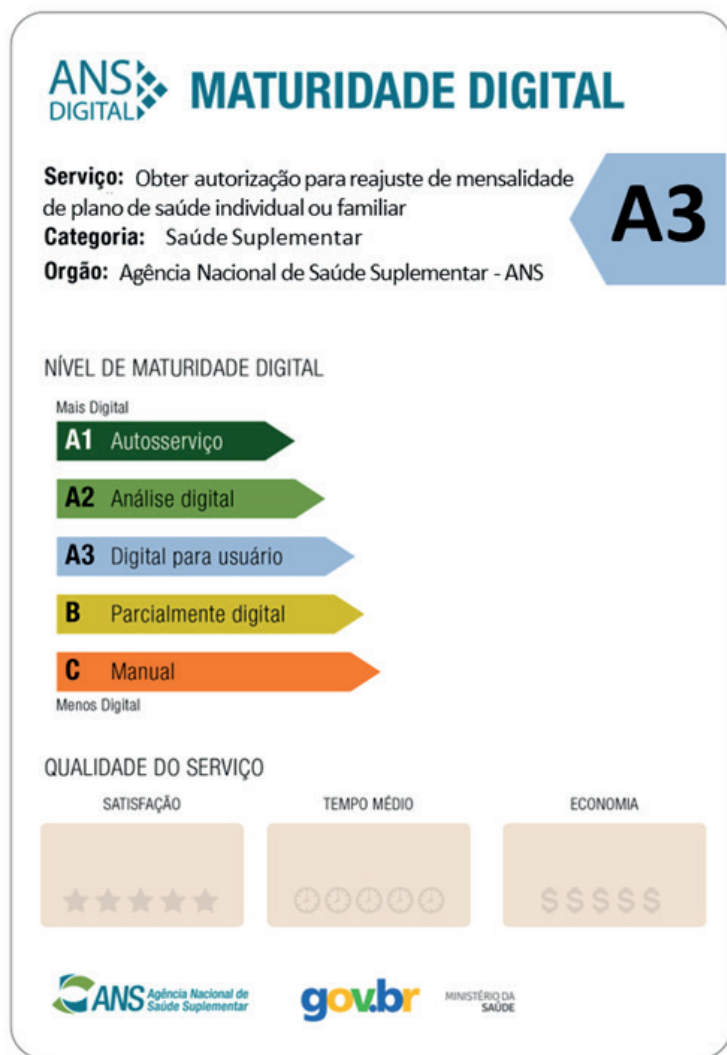 ANS
DIGITAL
MATURIDADE DIGITAL
Serviço: Obter autorização para reajuste de mensalidade
de plano de saúde individual ou familiar
Categoria: Saúde Suplementar
Orgão: Agência Nacional de Saúde Suplementar - ANS
A3
NÍVEL DE MATURIDADE DIGITAL
Mais Digital
A1 Autosserviço
A2 Análise digital
A3 Digital para usuário
B Parcialmente digital
C Manual
Menos Digital
QUALIDADE DO SERVIÇO
SATISFAÇÃO
TEMPO MÉDIO
ECONOMIA
$$$$$
ANS Agência Nacional de
Saúde Suplementar
gov.br
MINISTÉRIO DA
SAÚDE